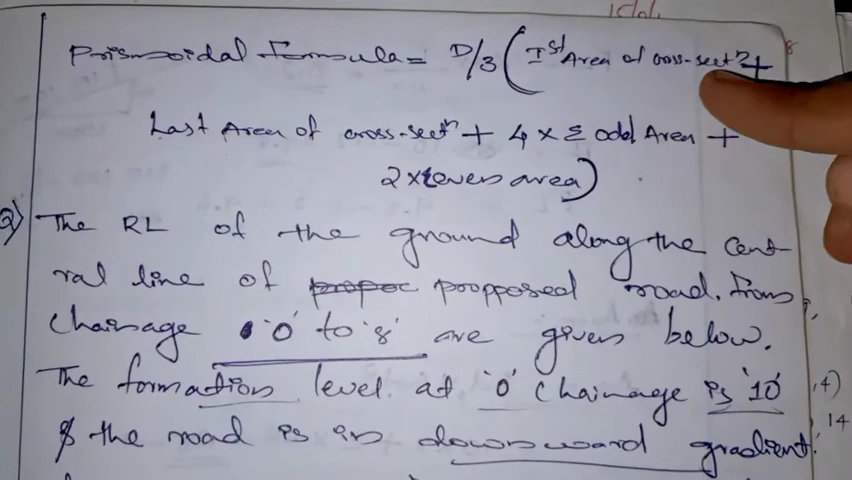 Prismoidal Formula = D/3 ( Ist Area of cross-sectn +
Last Area of cross-sectn + 4 x Σ odd Area +
2 x Σ even area )
Q) The RL of the ground along the cent
ral line of propposed road. from
chainage '0' to '8' are given below.
The formation level at '0' chainage is '10'
& the road is in downward gradient.
14